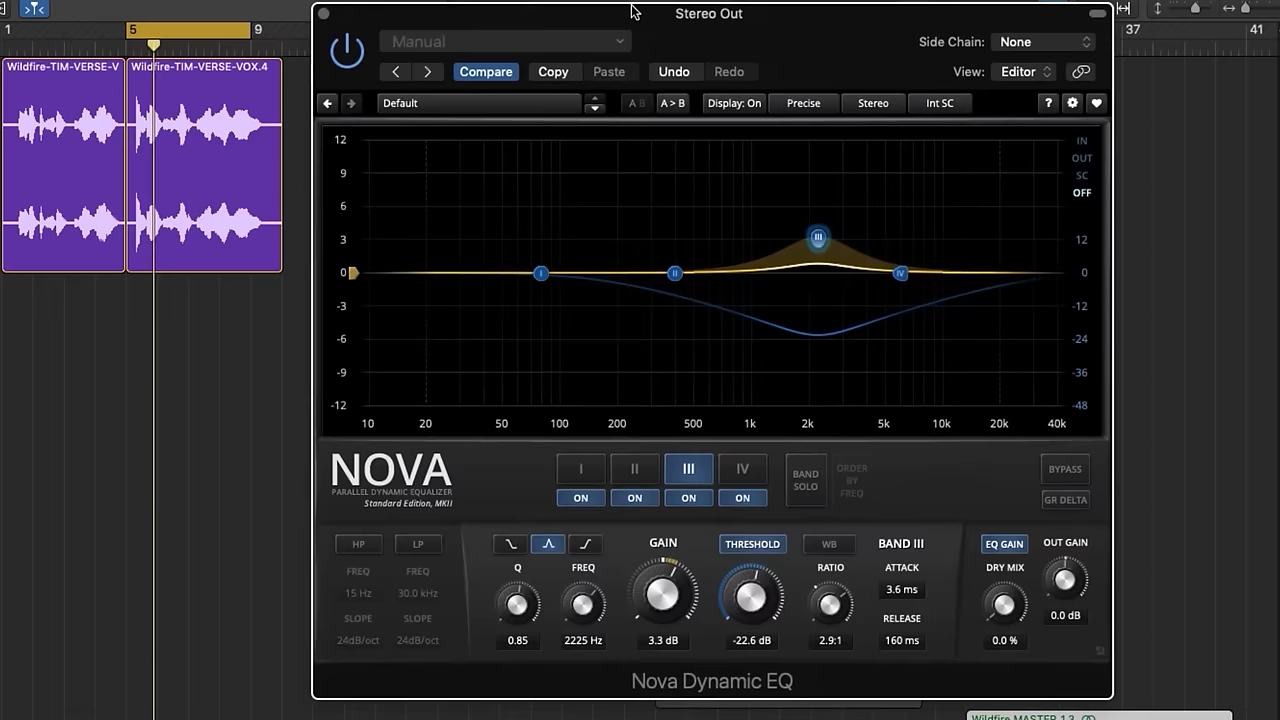 1 5 9 37 41
Wildfire-TIM-VERSE-V
Wildfire-TIM-VERSE-VOX.4
Stereo Out
Manual
Side Chain: None
Compare Copy Paste Undo Redo
View: Editor
Default A B A > B Display: On Precise Stereo Int SC ?
12 IN
OUT
9 SC
OFF
6
3 12
0 0
-3 -12
-6 -24
-9 -36
-12 -48
10 20 50 100 200 500 1k 2k 5k 10k 20k 40k
I II III IV
NOVA
PARALLEL DYNAMIC EQUALIZER
Standard Edition, MKII
I II III IV
ON ON ON ON
BAND
SOLO
ORDER
BY
FREQ
BYPASS
GR DELTA
HP LP GAIN THRESHOLD WB BAND III EQ GAIN OUT GAIN
FREQ FREQ Q FREQ RATIO ATTACK DRY MIX
15 Hz 30.0 kHz 3.6 ms
SLOPE SLOPE RELEASE 0.0 dB
24dB/oct 24dB/oct 0.85 2225 Hz 3.3 dB -22.6 dB 2.9:1 160 ms 0.0 %
Nova Dynamic EQ
Wildfire MASTER 1.3